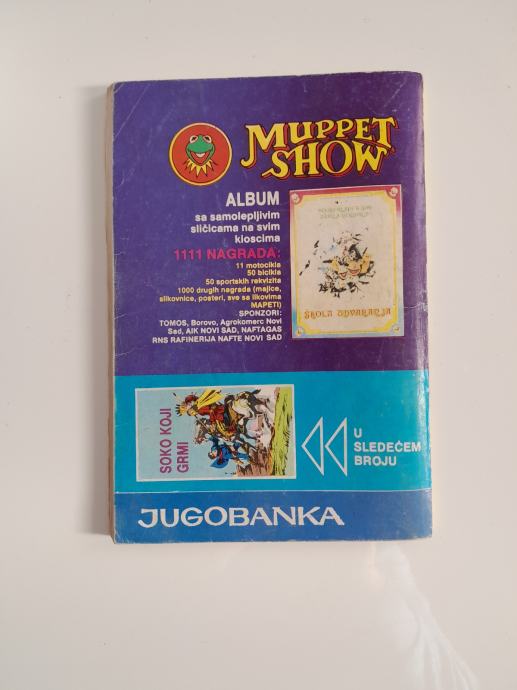 MUPPET
SHOW
ALBUM
sa samolepljivim
sličicama na svim
kioscima
1111 NAGRADA:
11 motocikla
50 bicikla
50 sportskih rekvizita
1000 drugih nagrada (majice,
slikovnice, posteri, sve sa likovima
MAPETI)
SPONZORI:
TOMOS, Borovo, Agrokomerc Novi
Sad, AIK NOVI SAD, NAFTAGAS
RNS RAFINERIJA NAFTE NOVI SAD
ŠKOLA UDVARANJA
SOKO KOJI
GRMI
U
SLEDEĆEM
BROJU
JUGOBANKA